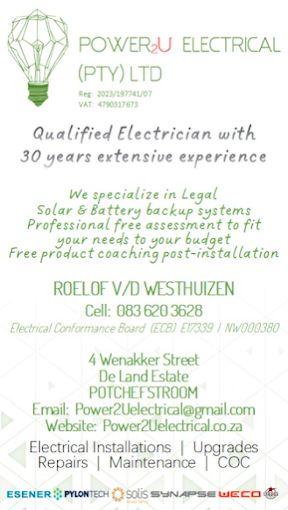 POWER2U ELECTRICAL
(PTY) LTD
Reg: 2023/197741/07
VAT: 4790317673
Qualified Electrician with
30 years extensive experience
We specialize in Legal
Solar & Battery backup systems
Professional free assessment to fit
your needs to your budget
Free product coaching post-installation
ROELOF V/D WESTHUIZEN
Cell: 083 620 3628
Electrical Conformance Board (ECB) E17339 | NW000380
4 Wenakker Street
De Land Estate
POTCHEFSTROOM
Email: Power2Uelectrical@gmail.com
Website: Power2Uelectrical.co.za
Electrical Installations | Upgrades
Repairs | Maintenance | COC
ESENER PYLONTECH solis SYNAPSE WECO